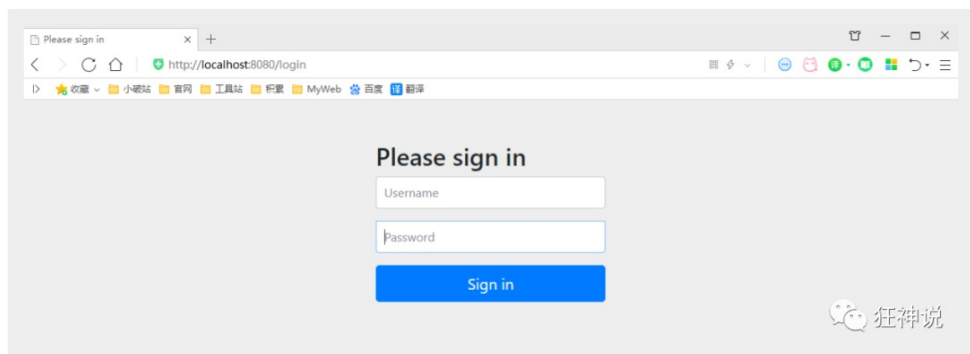 Please sign in
http://localhost:8080/login
收藏 小破站 官网 工具站 积累 MyWeb 百度 译 翻译
Please sign in
Username
Password
Sign in
狂神说